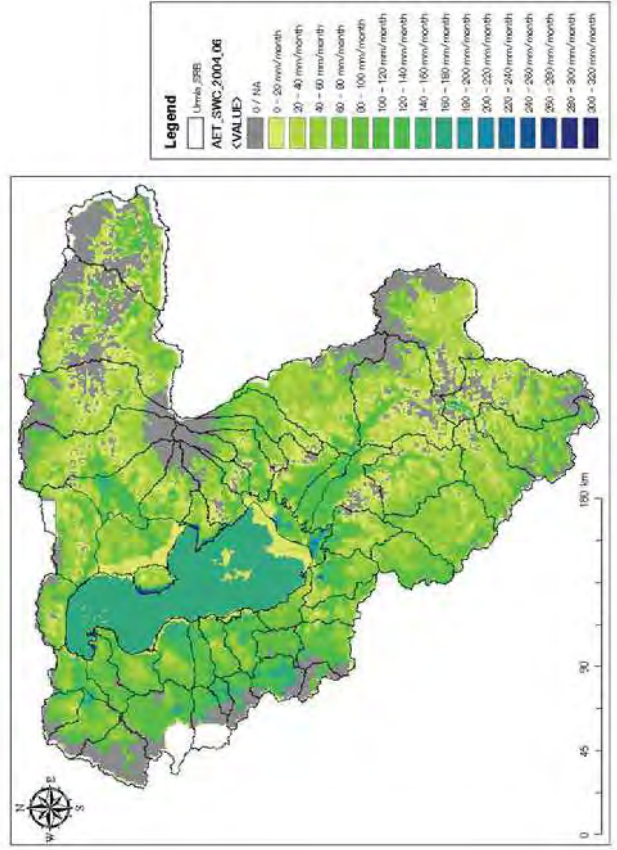 Legend
Urmia_SRB
AET_SWC_2004_06
<VALUE>
0 / NA
0 - 20 mm/month
20 - 40 mm/month
40 - 60 mm/month
60 - 80 mm/month
80 - 100 mm/month
100 - 120 mm/month
120 - 140 mm/month
140 - 160 mm/month
160 - 180 mm/month
180 - 200 mm/month
200 - 220 mm/month
220 - 240 mm/month
240 - 260 mm/month
260 - 280 mm/month
280 - 300 mm/month
300 - 320 mm/month
N
W E
S
0 45 90 180 km